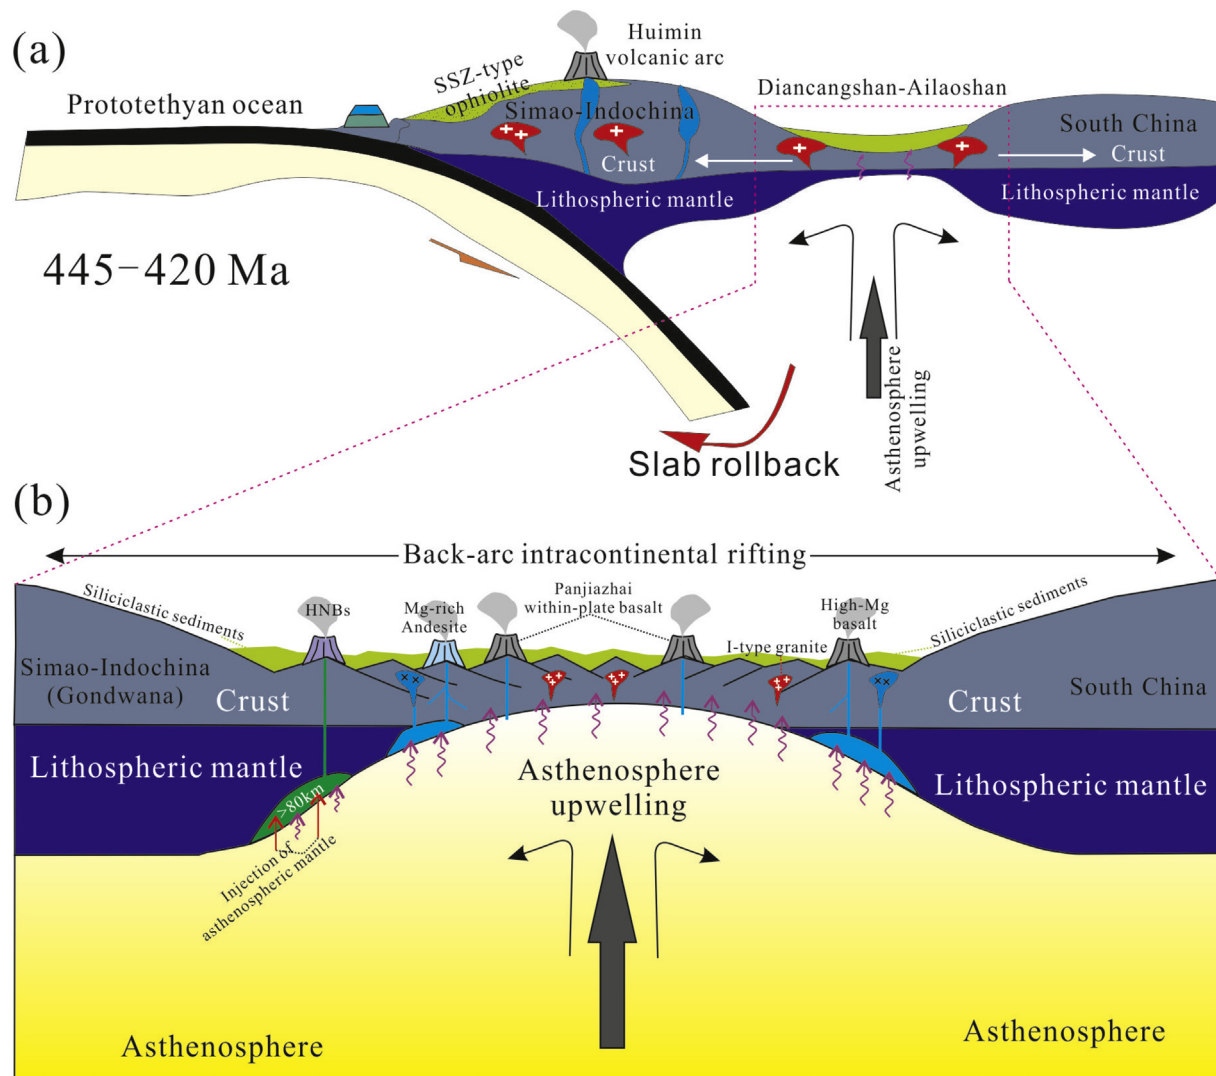 (a)
Huimin
volcanic arc
SSZ-type
ophiolite
Prototethyan ocean
Diancangshan-Ailaoshan
Simao-Indochina
South China
Crust
Crust
Lithospheric mantle
Lithospheric mantle
445-420 Ma
Asthenosphere
upwelling
Slab rollback
(b)
Back-arc intracontinental rifting
Siliciclastic sediments
HNBs
Mg-rich
Andesite
Panjiazhai
within-plate basalt
High-Mg
basalt
Siliciclastic sediments
I-type granite
Simao-Indochina
(Gondwana)
Crust
Crust
South China
Lithospheric mantle
Lithospheric mantle
>80km
Asthenosphere
upwelling
Injection of
asthenospheric mantle
Asthenosphere
Asthenosphere